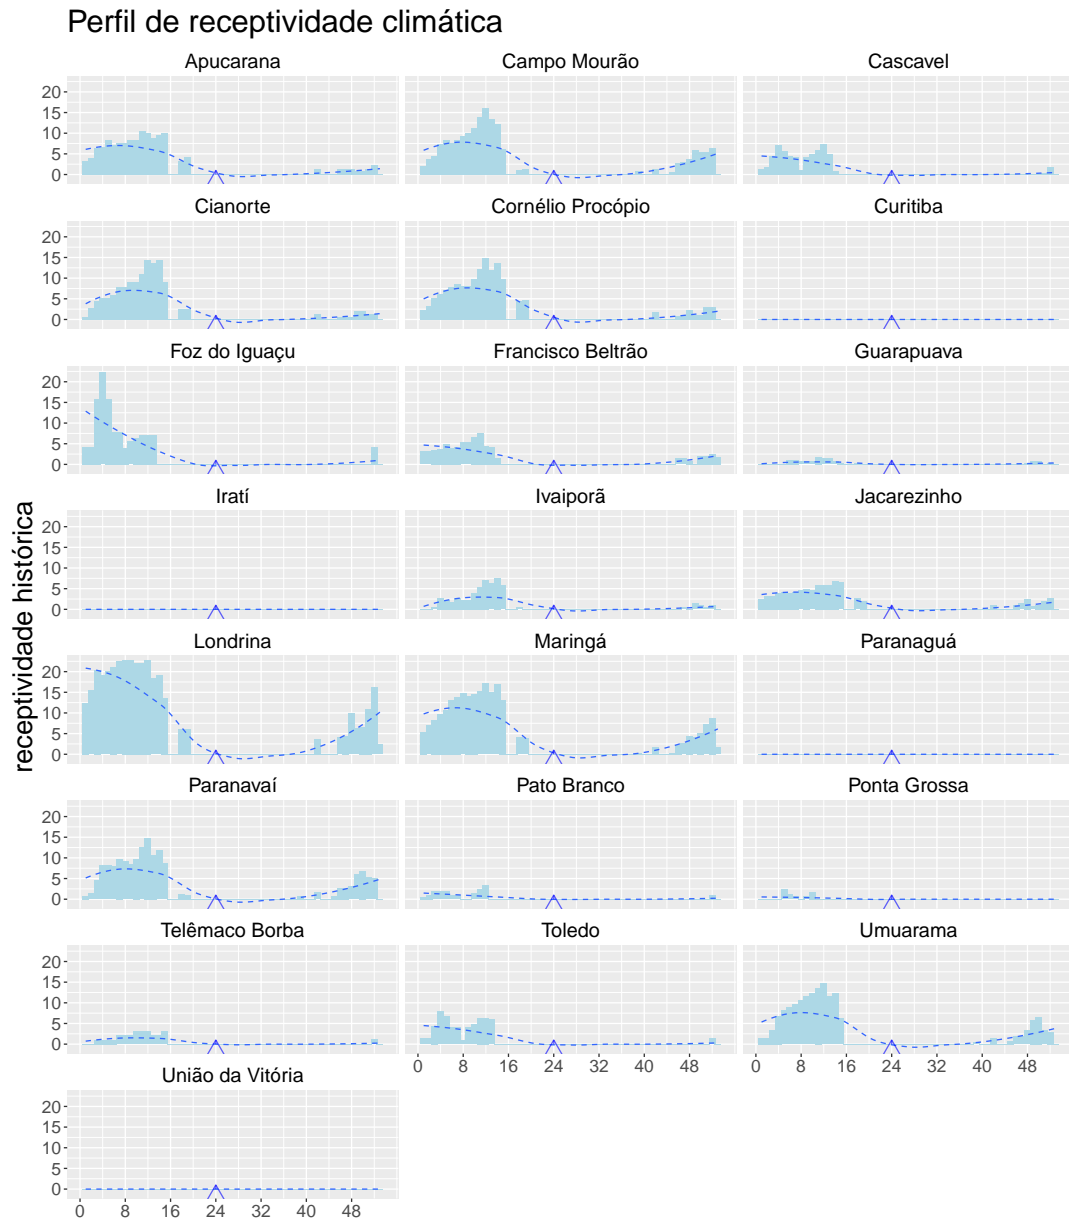 Perfil de receptividade climática
Apucarana
Campo Mourão
Cascavel
20
15
10
5
0
Cianorte
Cornélio Procópio
Curitiba
20
15
10
5
0
Foz do Iguaçu
Francisco Beltrão
Guarapuava
20
15
10
5
0
receptividade histórica
Iratí
Ivaiporã
Jacarezinho
20
15
10
5
0
Londrina
Maringá
Paranaguá
20
15
10
5
0
Paranavaí
Pato Branco
Ponta Grossa
20
15
10
5
0
Telêmaco Borba
Toledo
Umuarama
20
15
10
5
0
0 8 16 24 32 40 48
0 8 16 24 32 40 48
União da Vitória
20
15
10
5
0
0 8 16 24 32 40 48